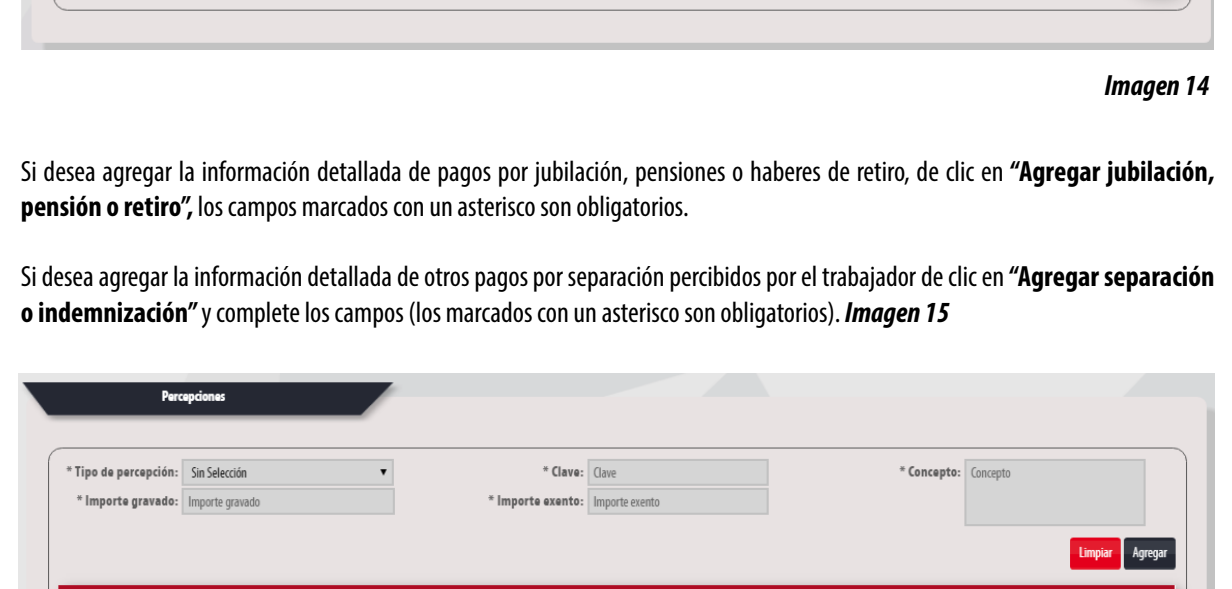 Imagen 14
Si desea agregar la información detallada de pagos por jubilación, pensiones o haberes de retiro, de clic en “Agregar jubilación,
pensión o retiro”, los campos marcados con un asterisco son obligatorios.
Si desea agregar la información detallada de otros pagos por separación percibidos por el trabajador de clic en “Agregar separación
o indemnización” y complete los campos (los marcados con un asterisco son obligatorios). Imagen 15
Percepciones
* Tipo de percepción: Sin Selección * Clave: Clave * Concepto: Concepto
* Importe gravado: Importe gravado * Importe exento: Importe exento
Limpiar Agregar